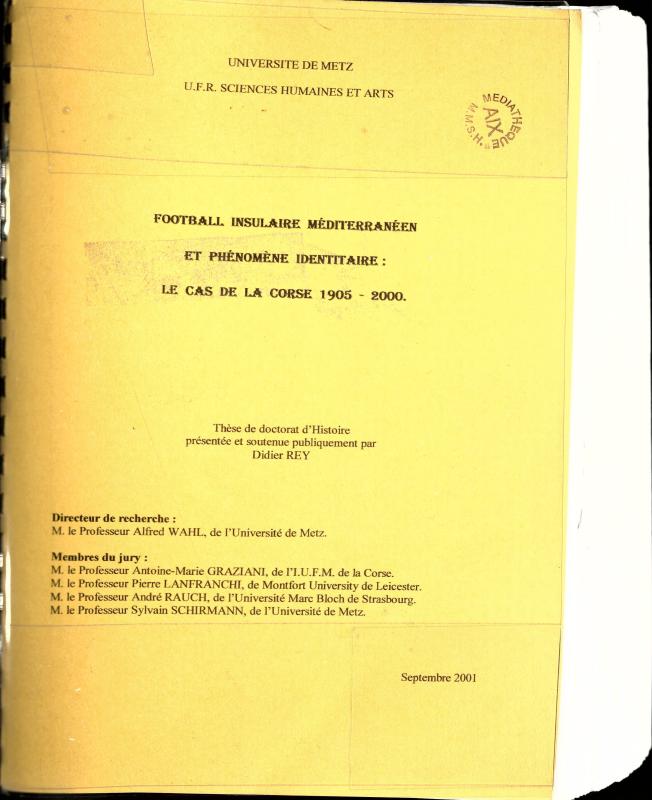 UNIVERSITE DE METZ
U.F.R. SCIENCES HUMAINES ET ARTS
MEDIATHEQUE
AIX
M.M.S.H.
FOOTBALL INSULAIRE MÉDITERRANÉEN
ET PHÉNOMÈNE IDENTITAIRE :
LE CAS DE LA CORSE 1905 - 2000.
Thèse de doctorat d'Histoire
présentée et soutenue publiquement par
Didier REY
Directeur de recherche :
M. le Professeur Alfred WAHL, de l'Université de Metz.
Membres du jury :
M. le Professeur Antoine-Marie GRAZIANI, de l'I.U.F.M. de la Corse.
M. le Professeur Pierre LANFRANCHI, de Montfort University de Leicester.
M. le Professeur André RAUCH, de l'Université Marc Bloch de Strasbourg.
M. le Professeur Sylvain SCHIRMANN, de l'Université de Metz.
Septembre 2001